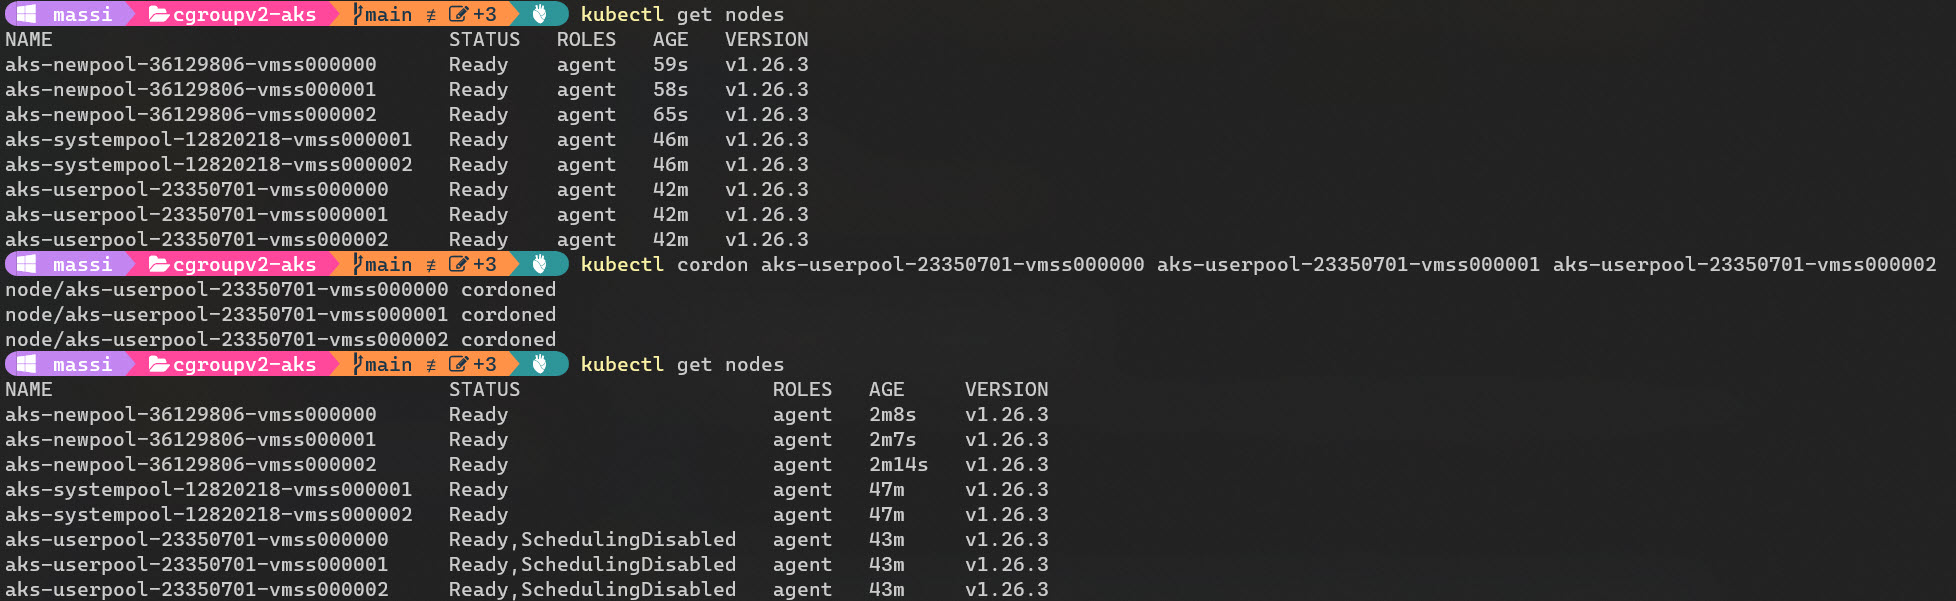 massi cgroupv2-aks main ≢ +3 kubectl get nodes
NAME STATUS ROLES AGE VERSION
aks-newpool-36129806-vmss000000 Ready agent 59s v1.26.3
aks-newpool-36129806-vmss000001 Ready agent 58s v1.26.3
aks-newpool-36129806-vmss000002 Ready agent 65s v1.26.3
aks-systempool-12820218-vmss000001 Ready agent 46m v1.26.3
aks-systempool-12820218-vmss000002 Ready agent 46m v1.26.3
aks-userpool-23350701-vmss000000 Ready agent 42m v1.26.3
aks-userpool-23350701-vmss000001 Ready agent 42m v1.26.3
aks-userpool-23350701-vmss000002 Ready agent 42m v1.26.3
massi cgroupv2-aks main ≢ +3 kubectl cordon aks-userpool-23350701-vmss000000 aks-userpool-23350701-vmss000001 aks-userpool-23350701-vmss000002
node/aks-userpool-23350701-vmss000000 cordoned
node/aks-userpool-23350701-vmss000001 cordoned
node/aks-userpool-23350701-vmss000002 cordoned
massi cgroupv2-aks main ≢ +3 kubectl get nodes
NAME STATUS ROLES AGE VERSION
aks-newpool-36129806-vmss000000 Ready agent 2m8s v1.26.3
aks-newpool-36129806-vmss000001 Ready agent 2m7s v1.26.3
aks-newpool-36129806-vmss000002 Ready agent 2m14s v1.26.3
aks-systempool-12820218-vmss000001 Ready agent 47m v1.26.3
aks-systempool-12820218-vmss000002 Ready agent 47m v1.26.3
aks-userpool-23350701-vmss000000 Ready,SchedulingDisabled agent 43m v1.26.3
aks-userpool-23350701-vmss000001 Ready,SchedulingDisabled agent 43m v1.26.3
aks-userpool-23350701-vmss000002 Ready,SchedulingDisabled agent 43m v1.26.3